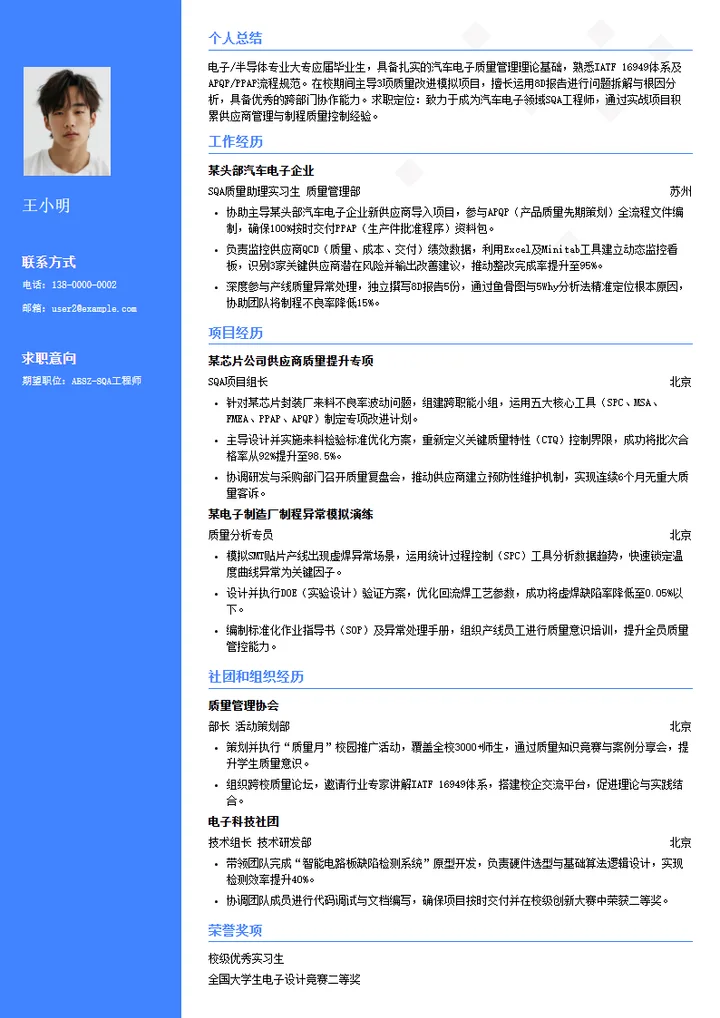 王小明
联系方式
电话：138-0000-0002
邮箱：user2@example.com
求职意向
期望职位：AESZ-SQA工程师
个人总结
电子/半导体专业大专应届毕业生，具备扎实的汽车电子质量管理理论基础，熟悉IATF 16949体系及
APQP/PPAP流程规范。在校期间主导3项质量改进模拟项目，擅长运用8D报告进行问题拆解与根因分
析，具备优秀的跨部门协作能力。求职定位：致力于成为汽车电子领域SQA工程师，通过实战项目积
累供应商管理与制程质量控制经验。
工作经历
某头部汽车电子企业
SQA质量助理实习生 质量管理部 苏州
• 协助主导某头部汽车电子企业新供应商导入项目，参与APQP（产品质量先期策划）全流程文件编
制，确保100%按时交付PPAP（生产件批准程序）资料包。
• 负责监控供应商QCD（质量、成本、交付）绩效数据，利用Excel及Minitab工具建立动态监控看
板，识别3家关键供应商潜在风险并输出改善建议，推动整改完成率提升至95%。
• 深度参与产线质量异常处理，独立撰写8D报告5份，通过鱼骨图与5Why分析法精准定位根本原因，
协助团队将制程不良率降低15%。
项目经历
某芯片公司供应商质量提升专项
SQA项目组长 北京
• 针对某芯片封装厂来料不良率波动问题，组建跨职能小组，运用五大核心工具（SPC、MSA、
FMEA、PPAP、APQP）制定专项改进计划。
• 主导设计并实施来料检验标准优化方案，重新定义关键质量特性（CTQ）控制界限，成功将批次合
格率从92%提升至98.5%。
• 协调研发与采购部门召开质量复盘会，推动供应商建立预防性维护机制，实现连续6个月无重大质
量客诉。
某电子制造厂制程异常模拟演练
质量分析专员 北京
• 模拟SMT贴片产线出现虚焊异常场景，运用统计过程控制（SPC）工具分析数据趋势，快速锁定温
度曲线异常为关键因子。
• 设计并执行DOE（实验设计）验证方案，优化回流焊工艺参数，成功将虚焊缺陷率降低至0.05%以
下。
• 编制标准化作业指导书（SOP）及异常处理手册，组织产线员工进行质量意识培训，提升全员质量
管控能力。
社团和组织经历
质量管理协会
部长 活动策划部 北京
• 策划并执行“质量月”校园推广活动，覆盖全校3000+师生，通过质量知识竞赛与案例分享会，提
升学生质量意识。
• 组织跨校质量论坛，邀请行业专家讲解IATF 16949体系，搭建校企交流平台，促进理论与实践结
合。
电子科技社团
技术组长 技术研发部 北京
• 带领团队完成“智能电路板缺陷检测系统”原型开发，负责硬件选型与基础算法逻辑设计，实现
检测效率提升40%。
• 协调团队成员进行代码调试与文档编写，确保项目按时交付并在校级创新大赛中荣获二等奖。
荣誉奖项
校级优秀实习生
全国大学生电子设计竞赛二等奖